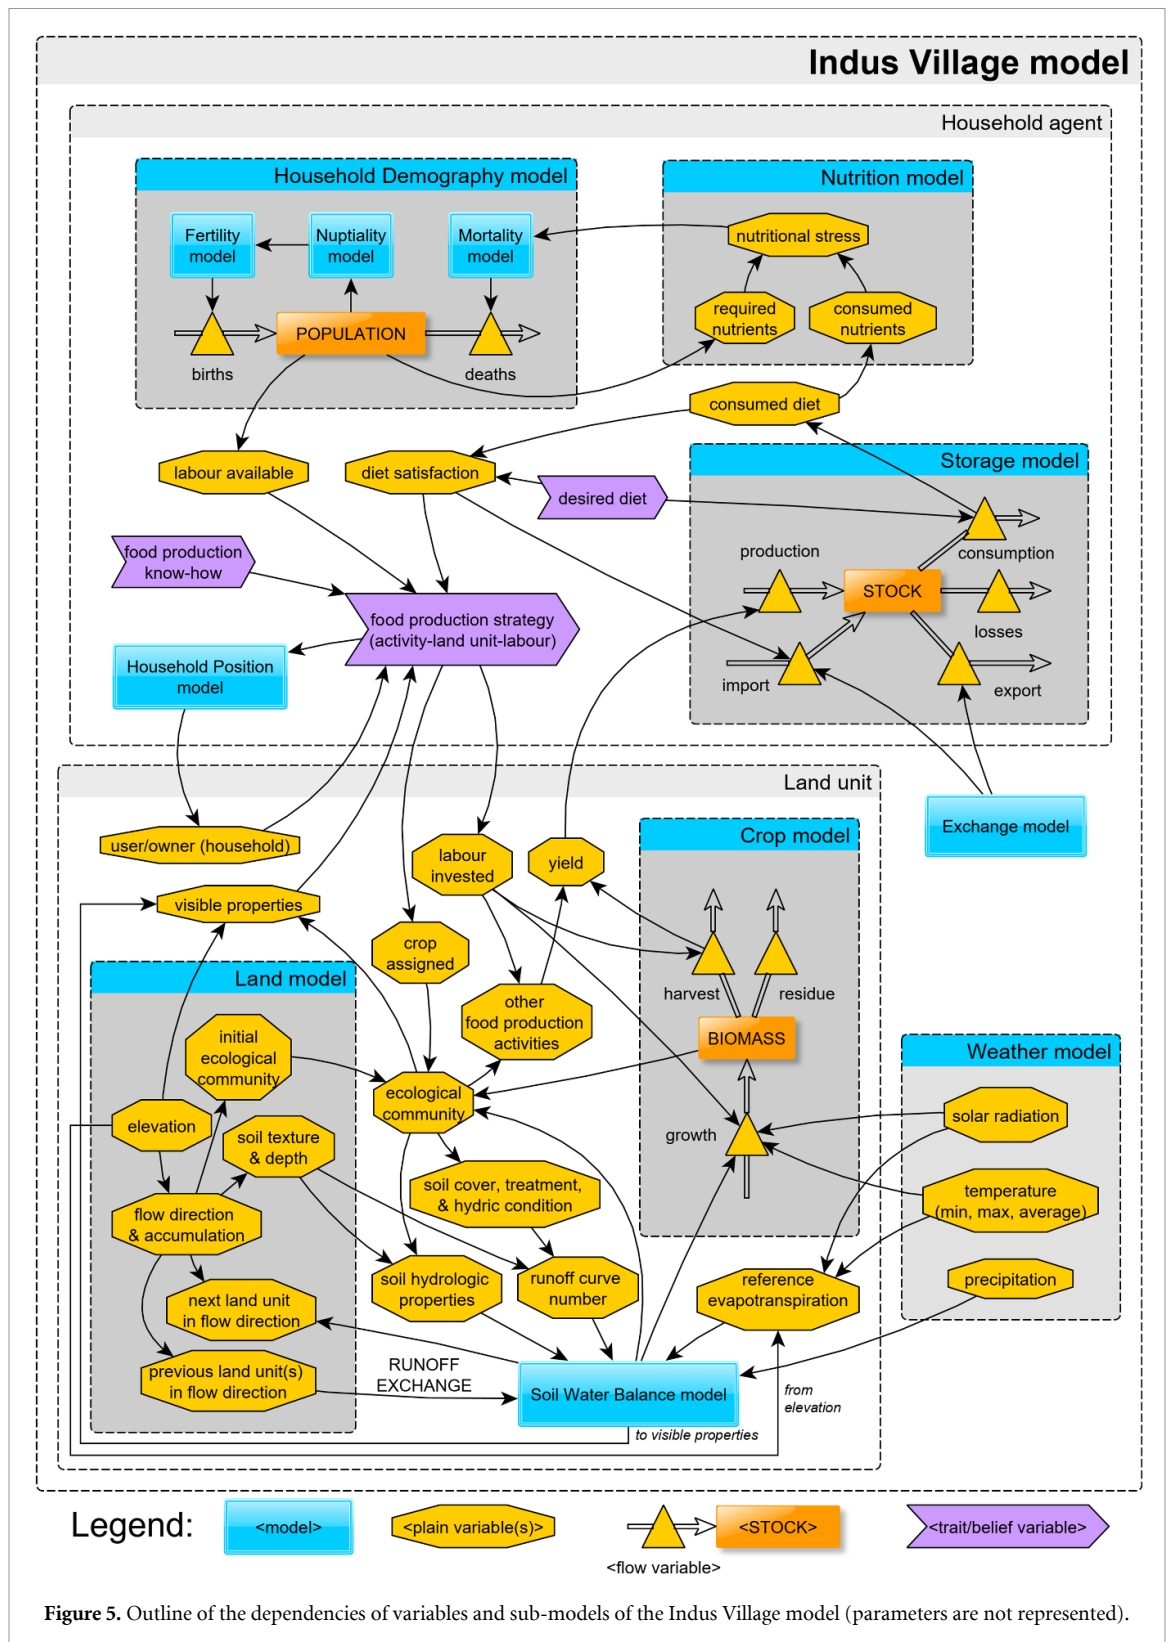 Indus Village model
Household agent
Household Demography model
Fertility
model
Nuptiality
model
Mortality
model
POPULATION
births
deaths
Nutrition model
nutritional stress
required
nutrients
consumed
nutrients
consumed diet
labour available
diet satisfaction
desired diet
Storage model
production
consumption
STOCK
losses
import
export
food production
know-how
food production strategy
(activity-land unit-labour)
Household Position
model
Land unit
Exchange model
user/owner (household)
labour
invested
yield
Crop model
visible properties
crop
assigned
harvest
residue
BIOMASS
growth
Land model
initial
ecological
community
other
food production
activities
ecological
community
elevation
soil texture
& depth
flow direction
& accumulation
soil cover, treatment,
& hydric condition
next land unit
in flow direction
previous land unit(s)
in flow direction
soil hydrologic
properties
runoff curve
number
reference
evapotranspiration
Weather model
solar radiation
temperature
(min, max, average)
precipitation
RUNOFF
EXCHANGE
Soil Water Balance model
from
elevation
to visible properties
Legend:
<model>
<plain variable(s)>
<STOCK>
<flow variable>
<trait/belief variable>
Figure 5. Outline of the dependencies of variables and sub-models of the Indus Village model (parameters are not represented).